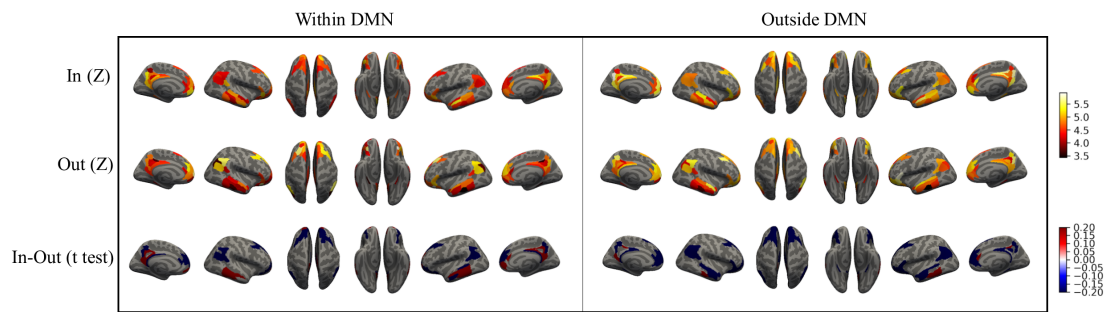 Within DMN
Outside DMN
In (Z)
Out (Z)
In-Out (t test)
5.5
5.0
4.5
4.0
3.5
0.20
0.15
0.10
0.05
0.00
−0.05
−0.10
−0.15
−0.20